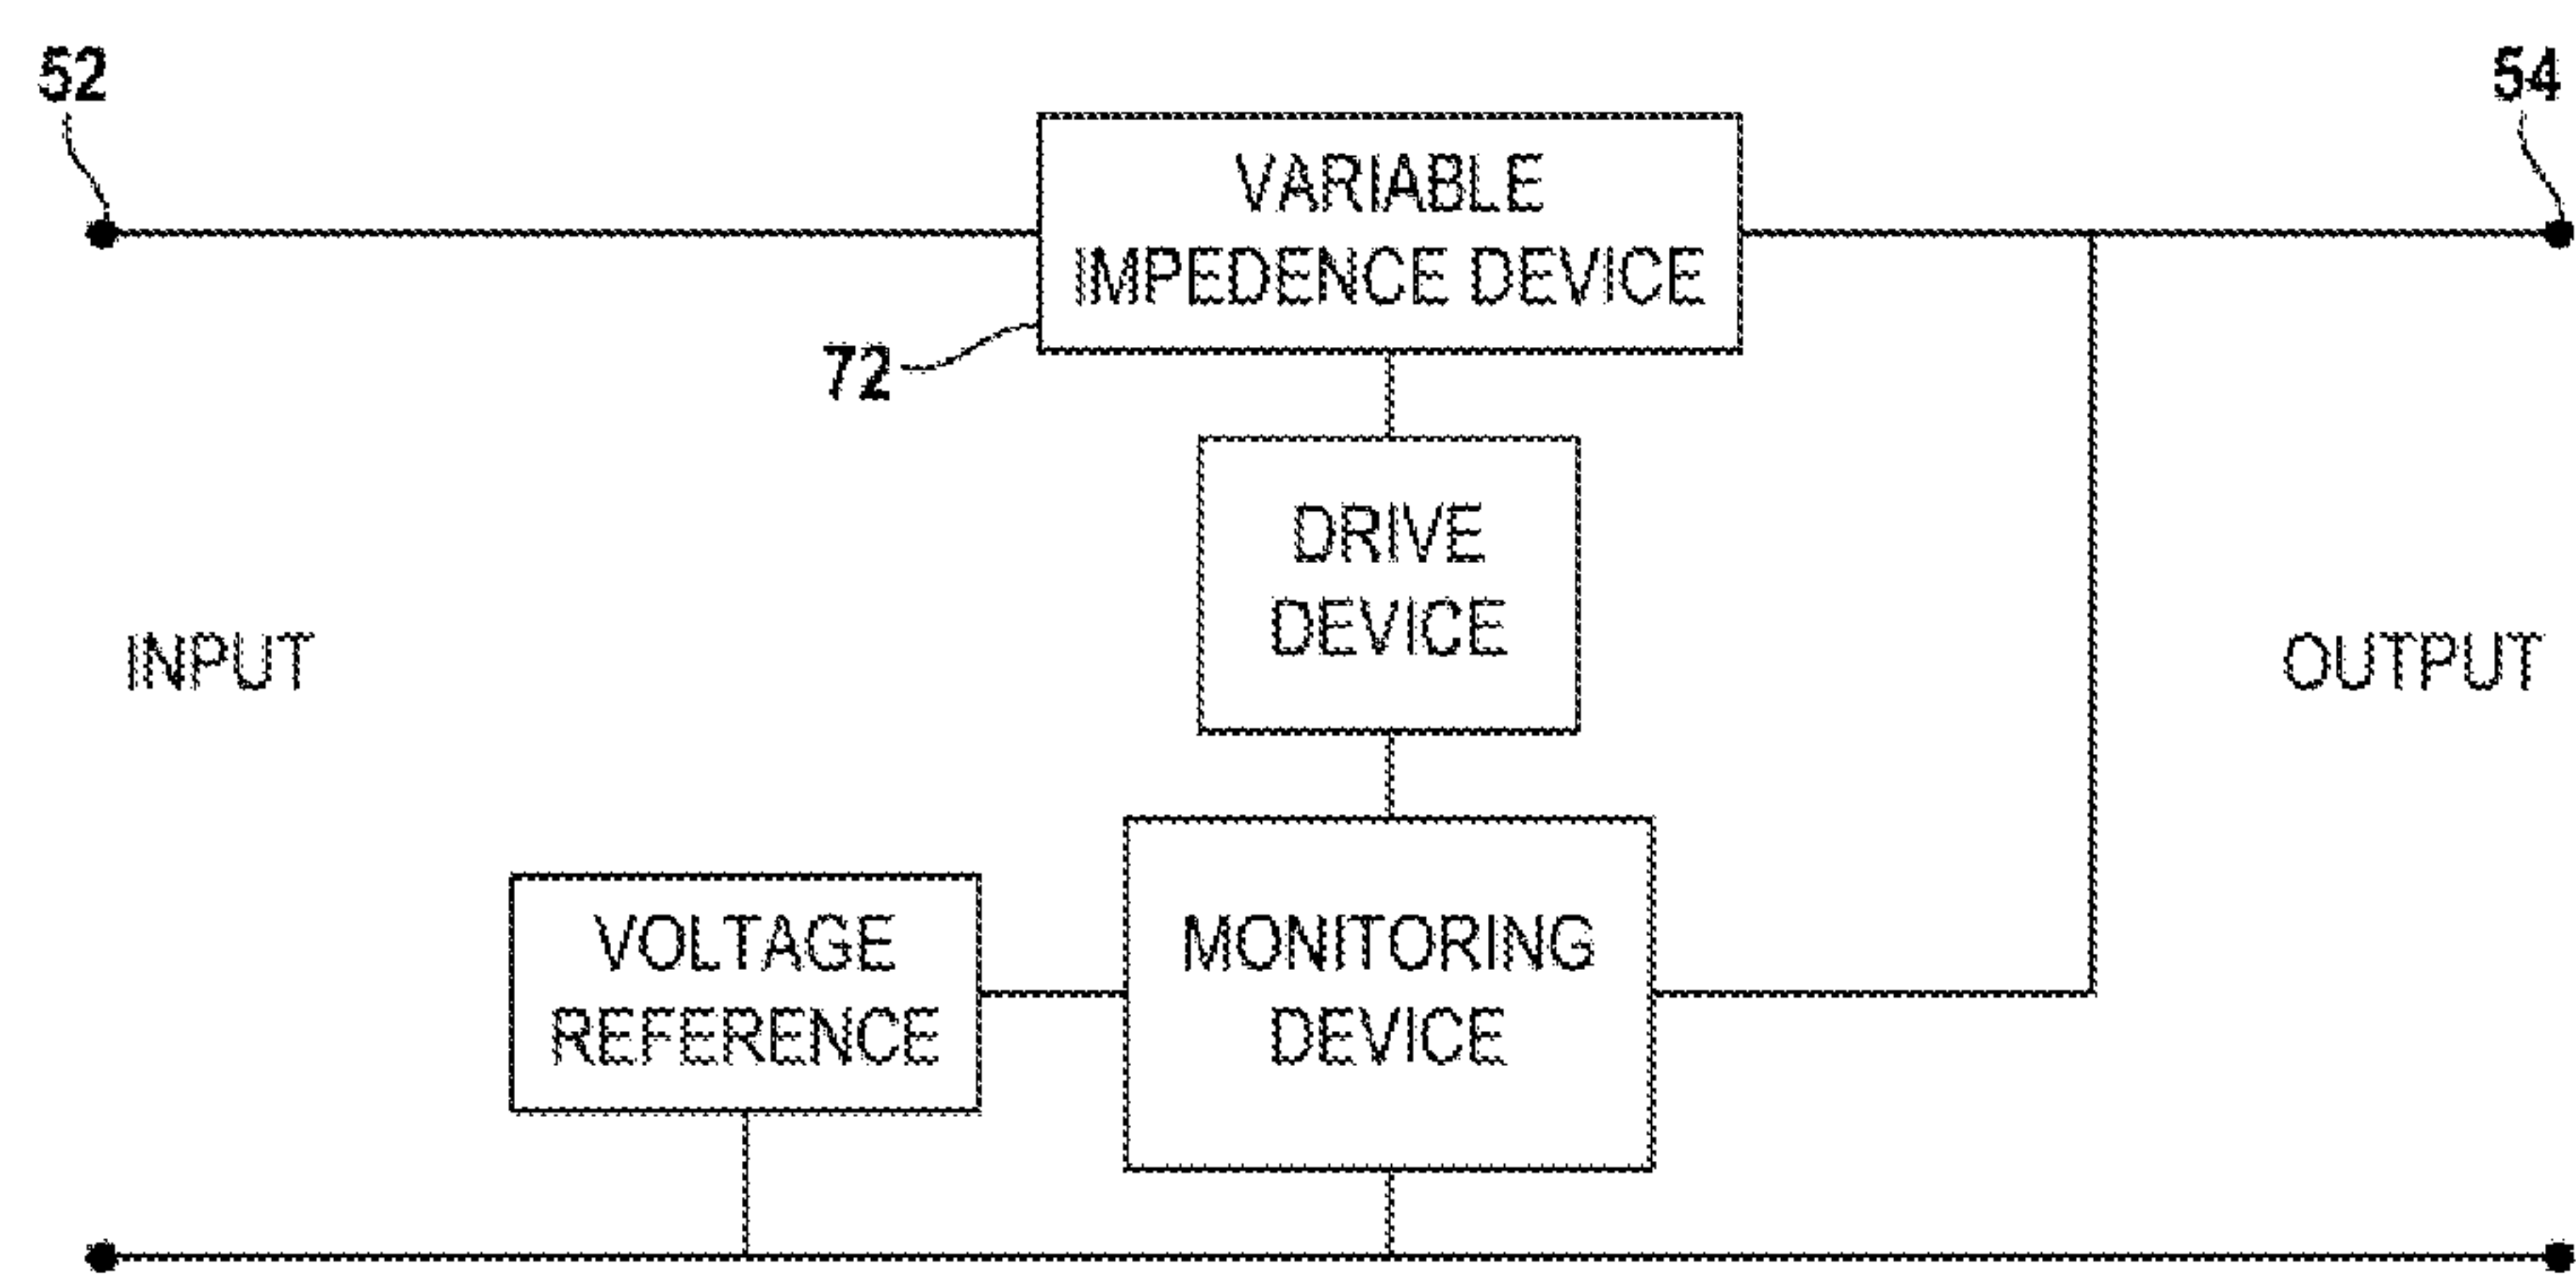 52
54
VARIABLE
IMPEDENCE DEVICE
72
DRIVE
DEVICE
INPUT
OUTPUT
VOLTAGE
REFERENCE
MONITORING
DEVICE